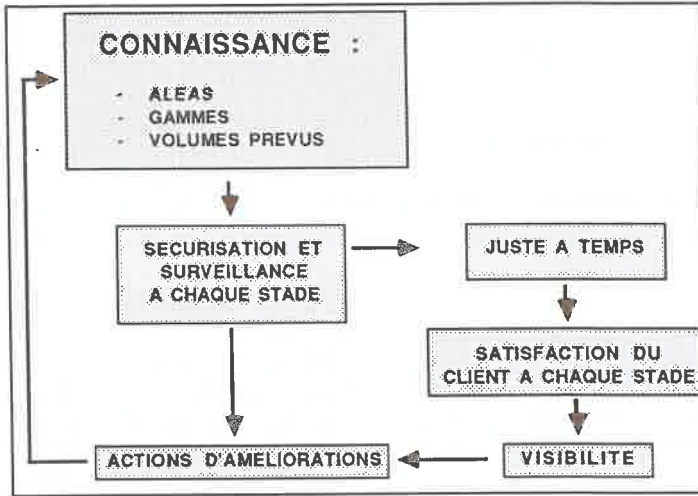 CONNAISSANCE :
- ALEAS
- GAMMES
- VOLUMES PREVUS
SECURISATION ET
SURVEILLANCE
A CHAQUE STADE
JUSTE A TEMPS
SATISFACTION DU
CLIENT A CHAQUE STADE
ACTIONS D'AMELIORATIONS
VISIBILITE